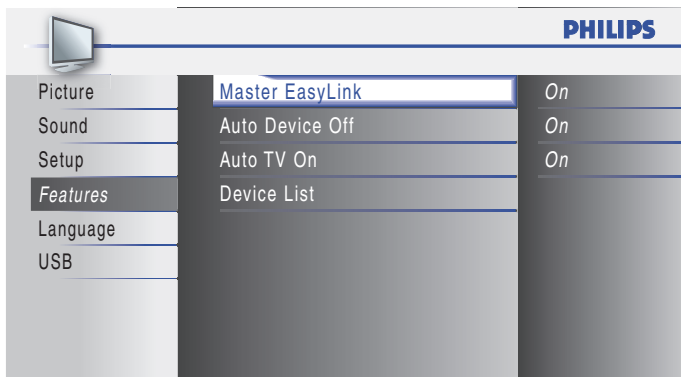 PHILIPS
Picture
Sound
Setup
Features
Language
USB
Master EasyLink
Auto Device Off
Auto TV On
Device List
On
On
On